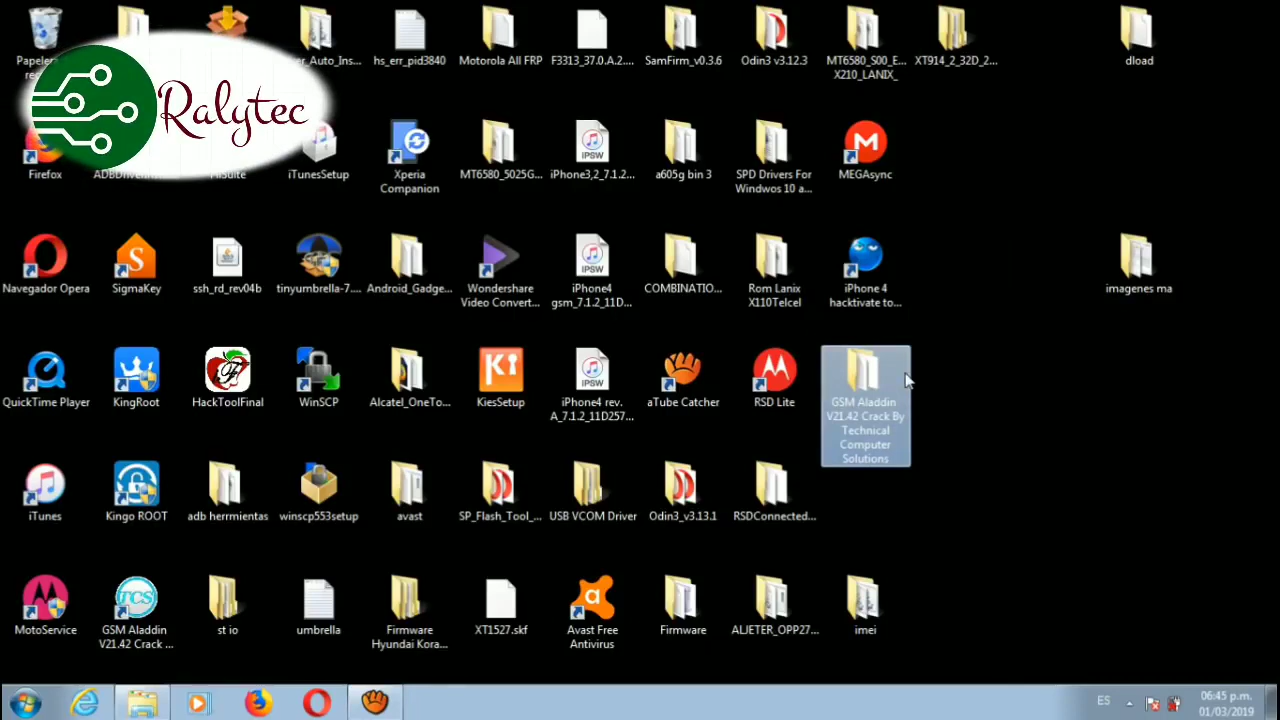 Ralytec
Papelera
..._Auto_Ins...
hs_err_pid3840
Motorola All FRP
F3313_37.0.A.2....
SamFirm_v0.3.6
Odin3 v3.12.3
MT6580_S00_E...
X210_LANIX_
XT914_2_32D_2...
dload
Firefox
iTunesSetup
Xperia
Companion
MT6580_5025G...
IPSW
iPhone3,2_7.1.2...
a605g bin 3
SPD Drivers For
Windwos 10 a...
MEGAsync
Navegador Opera
SigmaKey
ssh_rd_rev04b
tinyumbrella-7....
Android_Gadge...
Wondershare
Video Convert...
IPSW
iPhone4
gsm_7.1.2_11D...
COMBINATIO...
Rom Lanix
X110Telcel
iPhone 4
hacktivate to...
imagenes ma
QuickTime Player
KingRoot
HackToolFinal
WinSCP
Alcatel_OneTo...
KiesSetup
IPSW
iPhone4 rev.
A_7.1.2_11D257...
aTube Catcher
RSD Lite
GSM Aladdin
V21.42 Crack By
Technical
Computer
Solutions
iTunes
Kingo ROOT
adb herrmientas
winscp553setup
avast
SP_Flash_Tool_...
USB VCOM Driver
Odin3_v3.13.1
RSDConnected...
MotoService
TCS
GSM Aladdin
V21.42 Crack ...
st io
umbrella
Firmware
Hyundai Kora...
XT1527.skf
Avast Free
Antivirus
Firmware
ALJETER_OPP27...
imei
ES
06:45 p.m.
01/03/2019